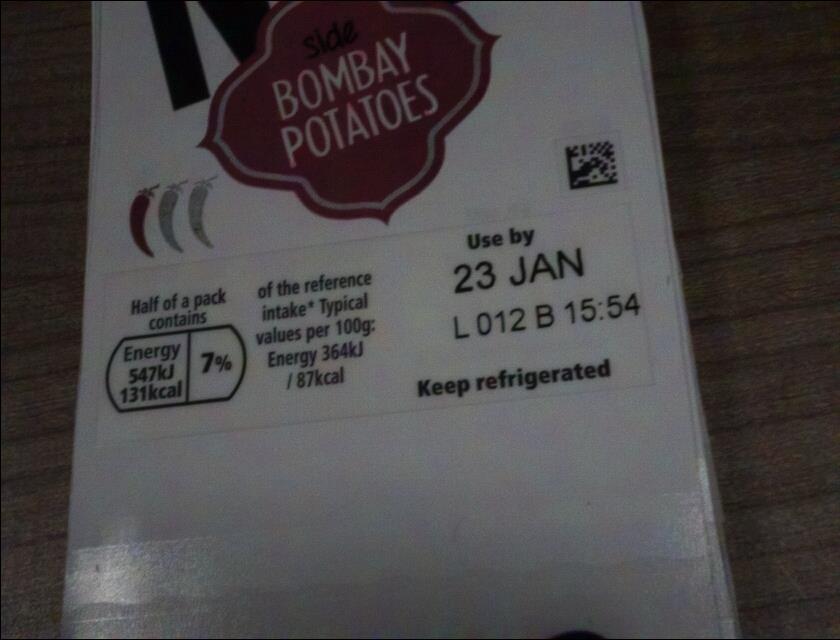 side
BOMBAY
POTATOES
Half of a pack
contains
Energy
547kJ
131kcal
7%
of the reference
intake* Typical
values per 100g:
Energy 364kJ
/ 87kcal
Use by
23 JAN
L 012 B 15:54
Keep refrigerated